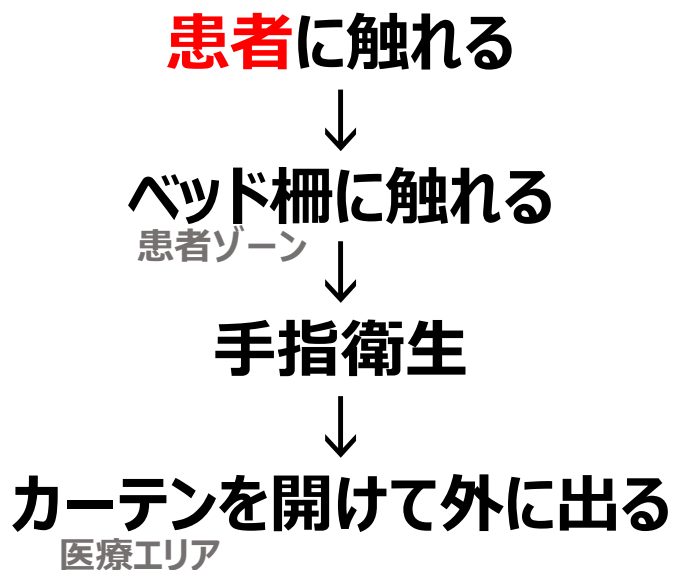 患者に触れる
↓
ベッド柵に触れる
患者ゾーン
↓
手指衛生
↓
カーテンを開けて外に出る
医療エリア